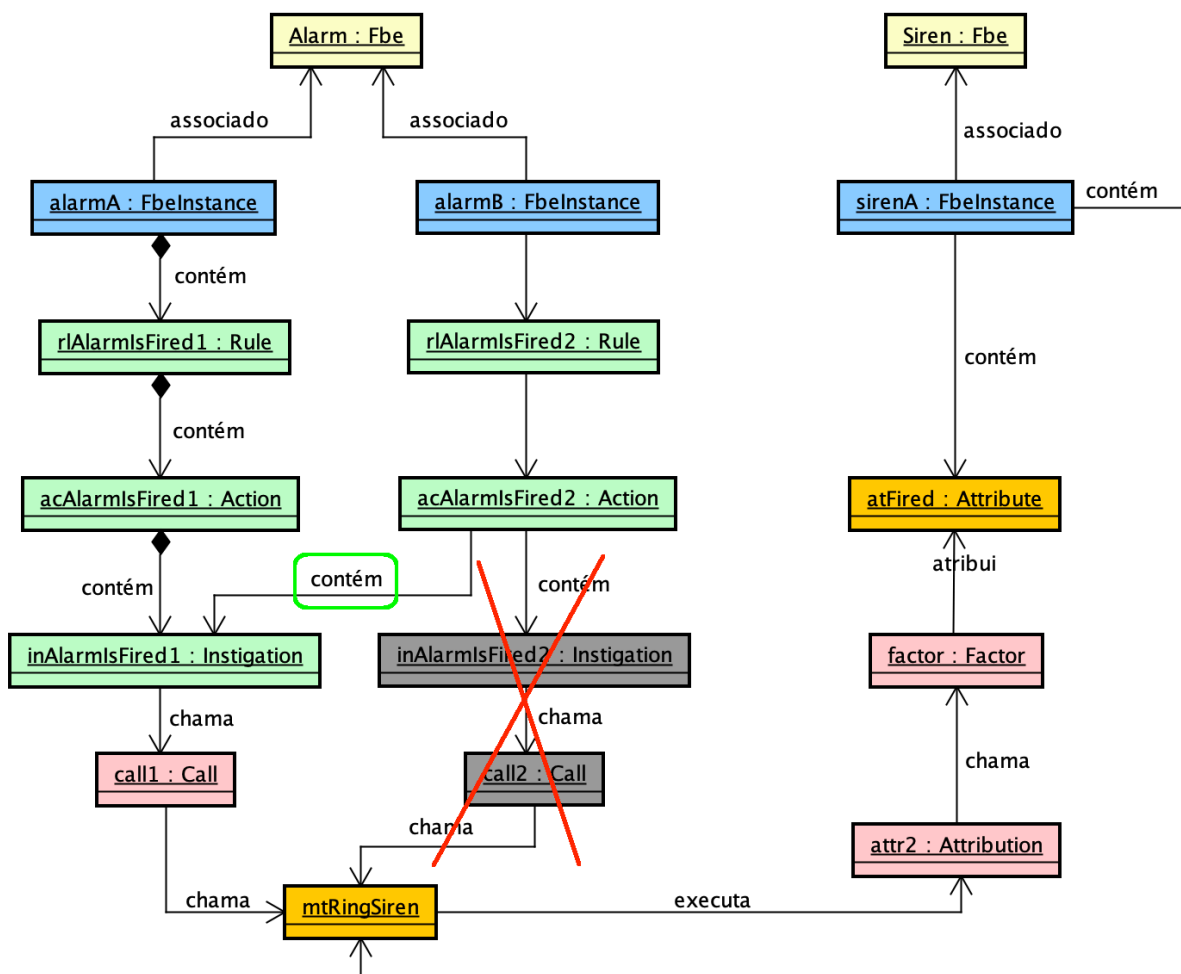 Alarm : Fbe
Siren : Fbe
associado
associado
associado
alarmA : FbeInstance
alarmB : FbeInstance
sirenA : FbeInstance
contém
contém
rlAlarmIsFired1 : Rule
rlAlarmIsFired2 : Rule
contém
contém
acAlarmIsFired1 : Action
acAlarmIsFired2 : Action
atFired : Attribute
contém
contém
contém
atribui
inAlarmIsFired1 : Instigation
inAlarmIsFired2 : Instigation
factor : Factor
chama
chama
chama
call1 : Call
call2 : Call
chama
attr2 : Attribution
chama
mtRingSiren
executa